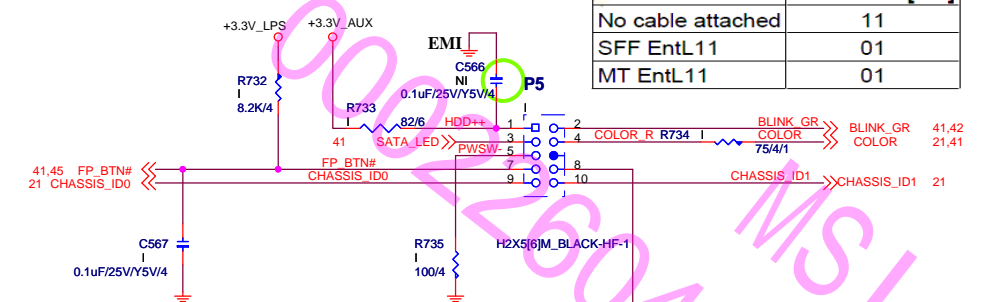 No cable attached 11
SFF EntL11 01
MT EntL11 01
+3.3V_LPS
+3.3V_AUX
EMI
C566
NI
0.1uF/25V/Y5V/4
P5
R732
I
8.2K/4
R733
I
82/6
HDD++
1
2
BLINK_GR
BLINK_GR 41,42
41 SATA_LED
3
4
COLOR_R
R734
I
75/4/1
COLOR
COLOR 21,41
PWSW-
5
I
41,45 FP_BTN#
FP_BTN#
7
8
21 CHASSIS_ID0
CHASSIS_ID0
9
10
CHASSIS_ID1
CHASSIS_ID1 21
C567
I
0.1uF/25V/Y5V/4
R735
I
100/4
H2X5[6]M_BLACK-HF-1
00022604
MSI